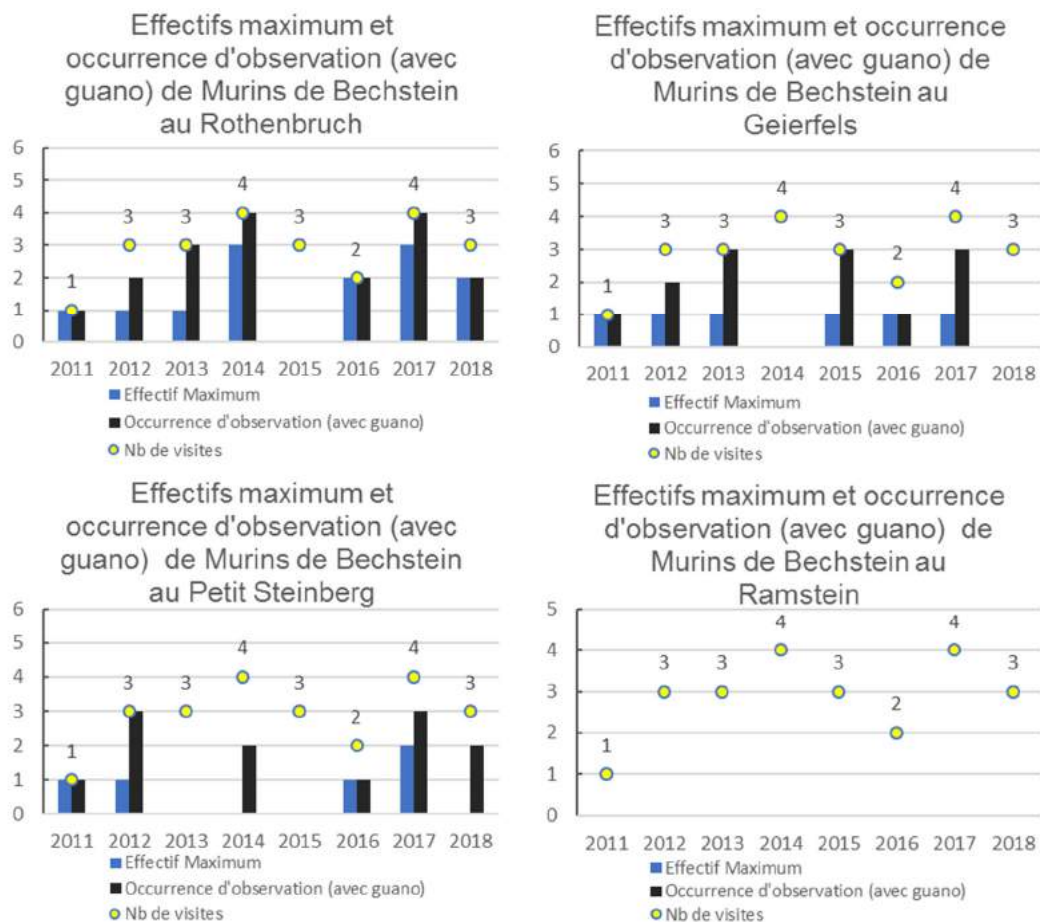 Effectifs maximum et
occurrence d'observation (avec
guano) de Murins de Bechstein
au Rothenbruch
6
5
4
3
2
1
0
1
3
3
4
3
2
4
3
2011 2012 2013 2014 2015 2016 2017 2018
Effectif Maximum
Occurrence d'observation (avec guano)
Nb de visites
Effectifs maximum et occurrence
d'observation (avec guano) de
Murins de Bechstein au
Geierfels
6
5
4
3
2
1
0
1
3
3
4
3
2
4
3
2011 2012 2013 2014 2015 2016 2017 2018
Effectif Maximum
Occurrence d'observation (avec guano)
Nb de visites
Effectifs maximum et
occurrence d'observation (avec
guano) de Murins de Bechstein
au Petit Steinberg
6
5
4
3
2
1
0
1
3
3
4
3
2
4
3
2011 2012 2013 2014 2015 2016 2017 2018
Effectif Maximum
Occurrence d'observation (avec guano)
Nb de visites
Effectifs maximum et occurrence
d'observation (avec guano) de
Murins de Bechstein au
Ramstein
5
4
3
2
1
0
1
3
3
4
3
2
4
3
2011 2012 2013 2014 2015 2016 2017 2018
Effectif Maximum
Occurrence d'observation (avec guano)
Nb de visites